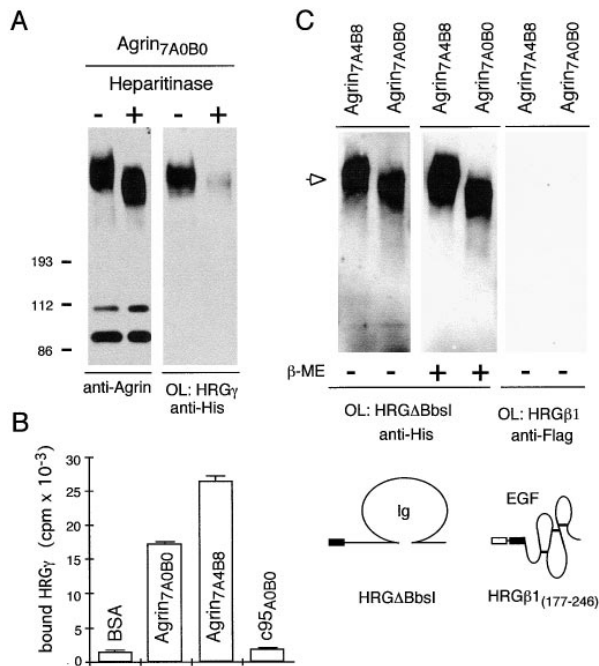 A
Agrin7A0B0
Heparitinase
- + - +
193
112
86
anti-Agrin
OL: HRGγ
anti-His
B
bound HRGγ (cpm x 10-3)
30
25
20
15
10
5
0
BSA
Agrin7A0B0
Agrin7A4B8
c95A0B0
C
Agrin7A4B8
Agrin7A0B0
Agrin7A4B8
Agrin7A0B0
Agrin7A4B8
Agrin7A0B0
β-ME - - + + - -
OL: HRGΔBbsI
anti-His
OL: HRGβ1
anti-Flag
Ig
HRGΔBbsI
EGF
HRGβ1(177-246)